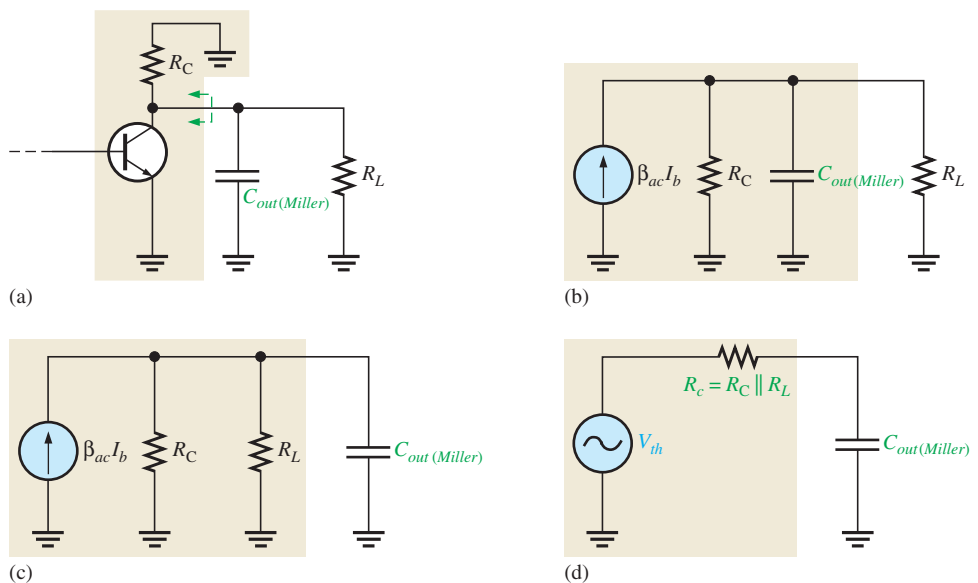 R_C
C_out(Miller)
R_L
(a)
β_ac I_b
R_C
C_out(Miller)
R_L
(b)
β_ac I_b
R_C
R_L
C_out(Miller)
(c)
R_c = R_C || R_L
V_th
C_out(Miller)
(d)